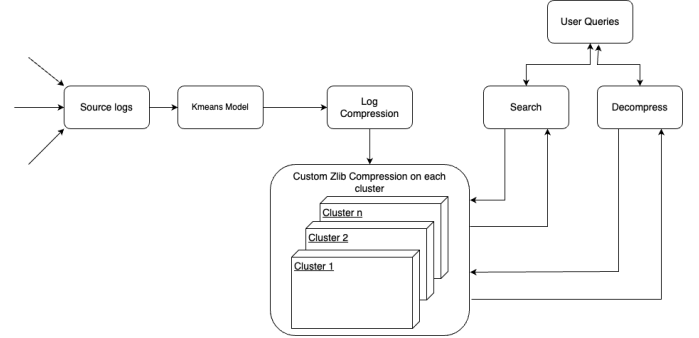 User Queries
Source logs
Kmeans Model
Log
Compression
Search
Decompress
Custom Zlib Compression on each
cluster
Cluster n
Cluster 2
Cluster 1